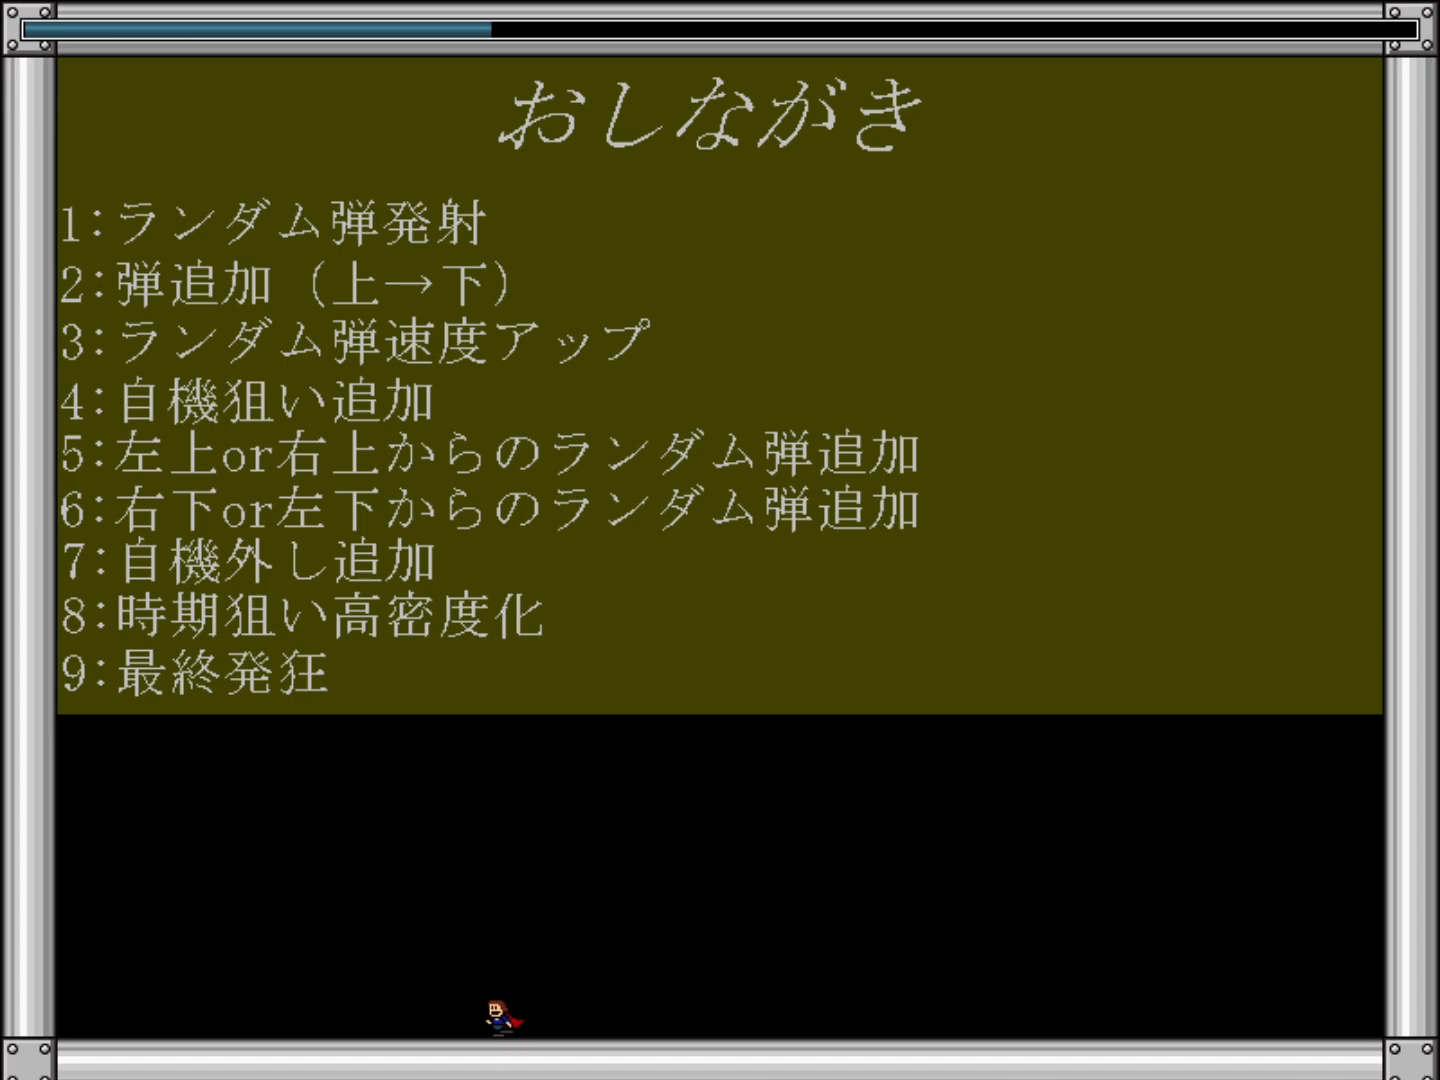 おしながき
1:ランダム弾発射
2:弾追加（上→下）
3:ランダム弾速度アップ
4:自機狙い追加
5:左上or右上からのランダム弾追加
6:右下or左下からのランダム弾追加
7:自機外し追加
8:時期狙い高密度化
9:最終発狂